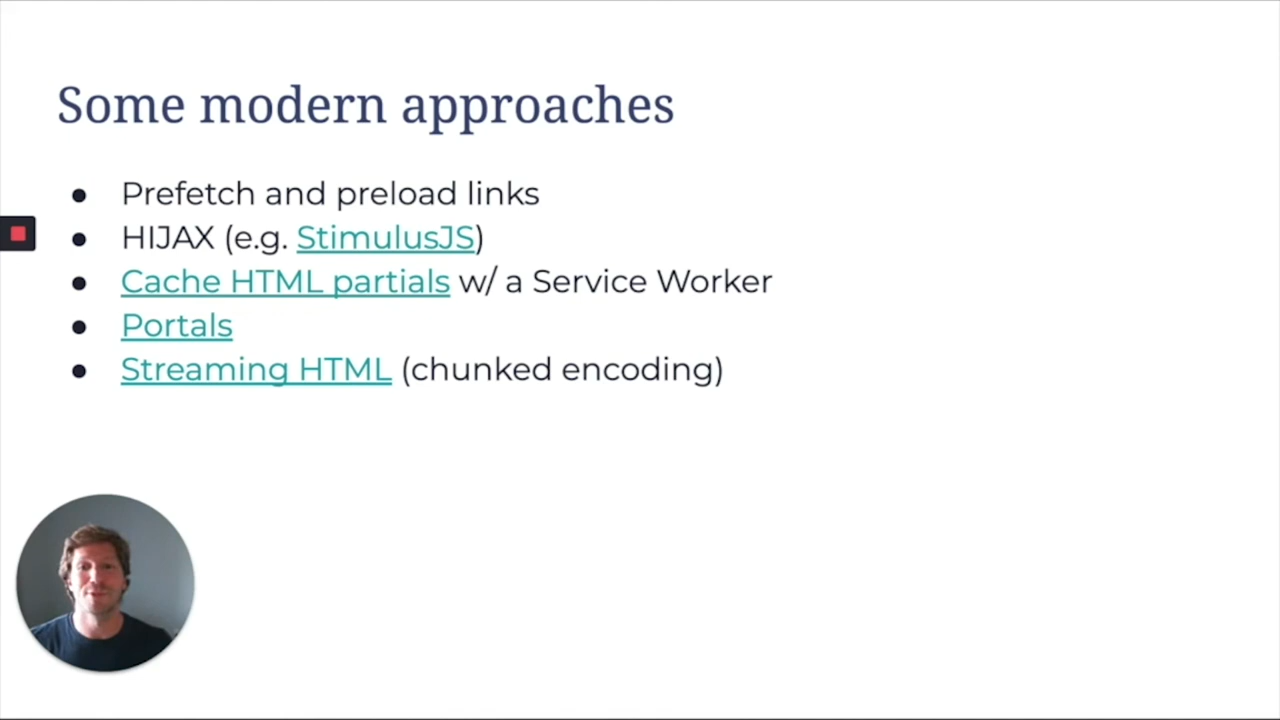 Some modern approaches
● Prefetch and preload links
● HIJAX (e.g. StimulusJS)
● Cache HTML partials w/ a Service Worker
● Portals
● Streaming HTML (chunked encoding)